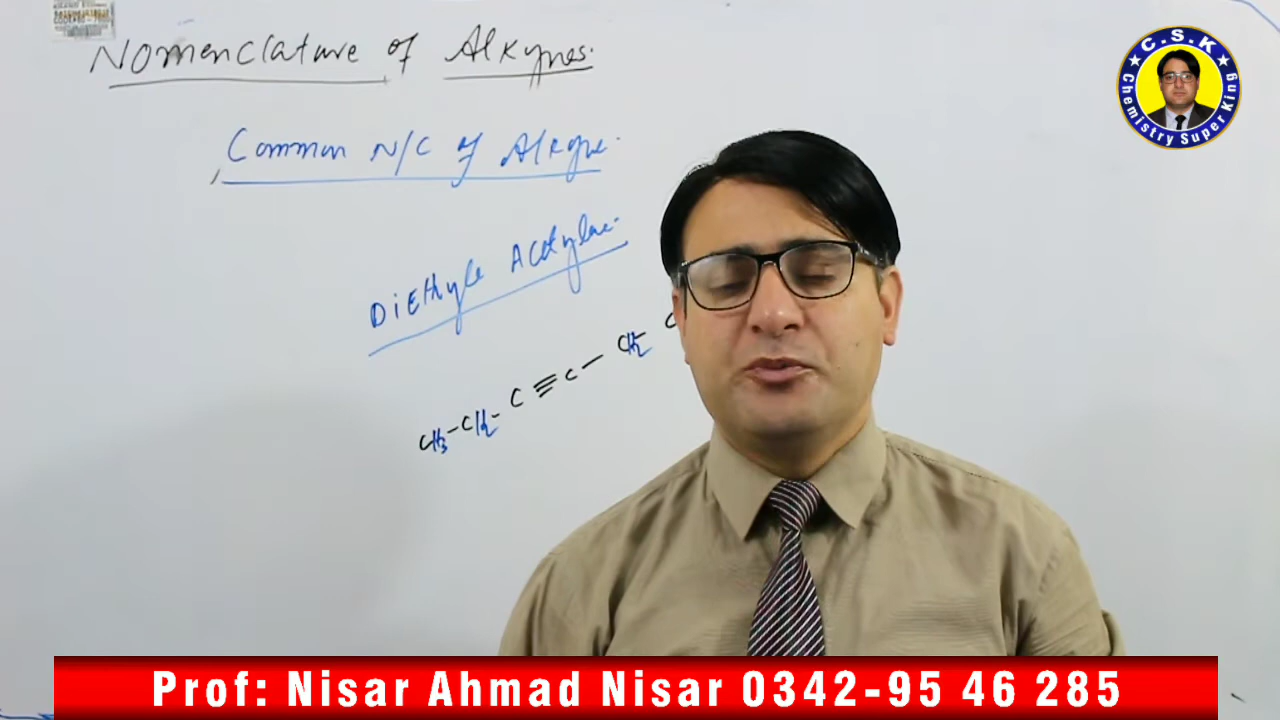 Nomenclature of Alkynes.
C.S.K
Chemistry Super King
Common N/C of Alkyne.
DiEthyle Acetylene.
CH3-CH2-C≡C-CH2 C
Prof: Nisar Ahmad Nisar 0342-95 46 285